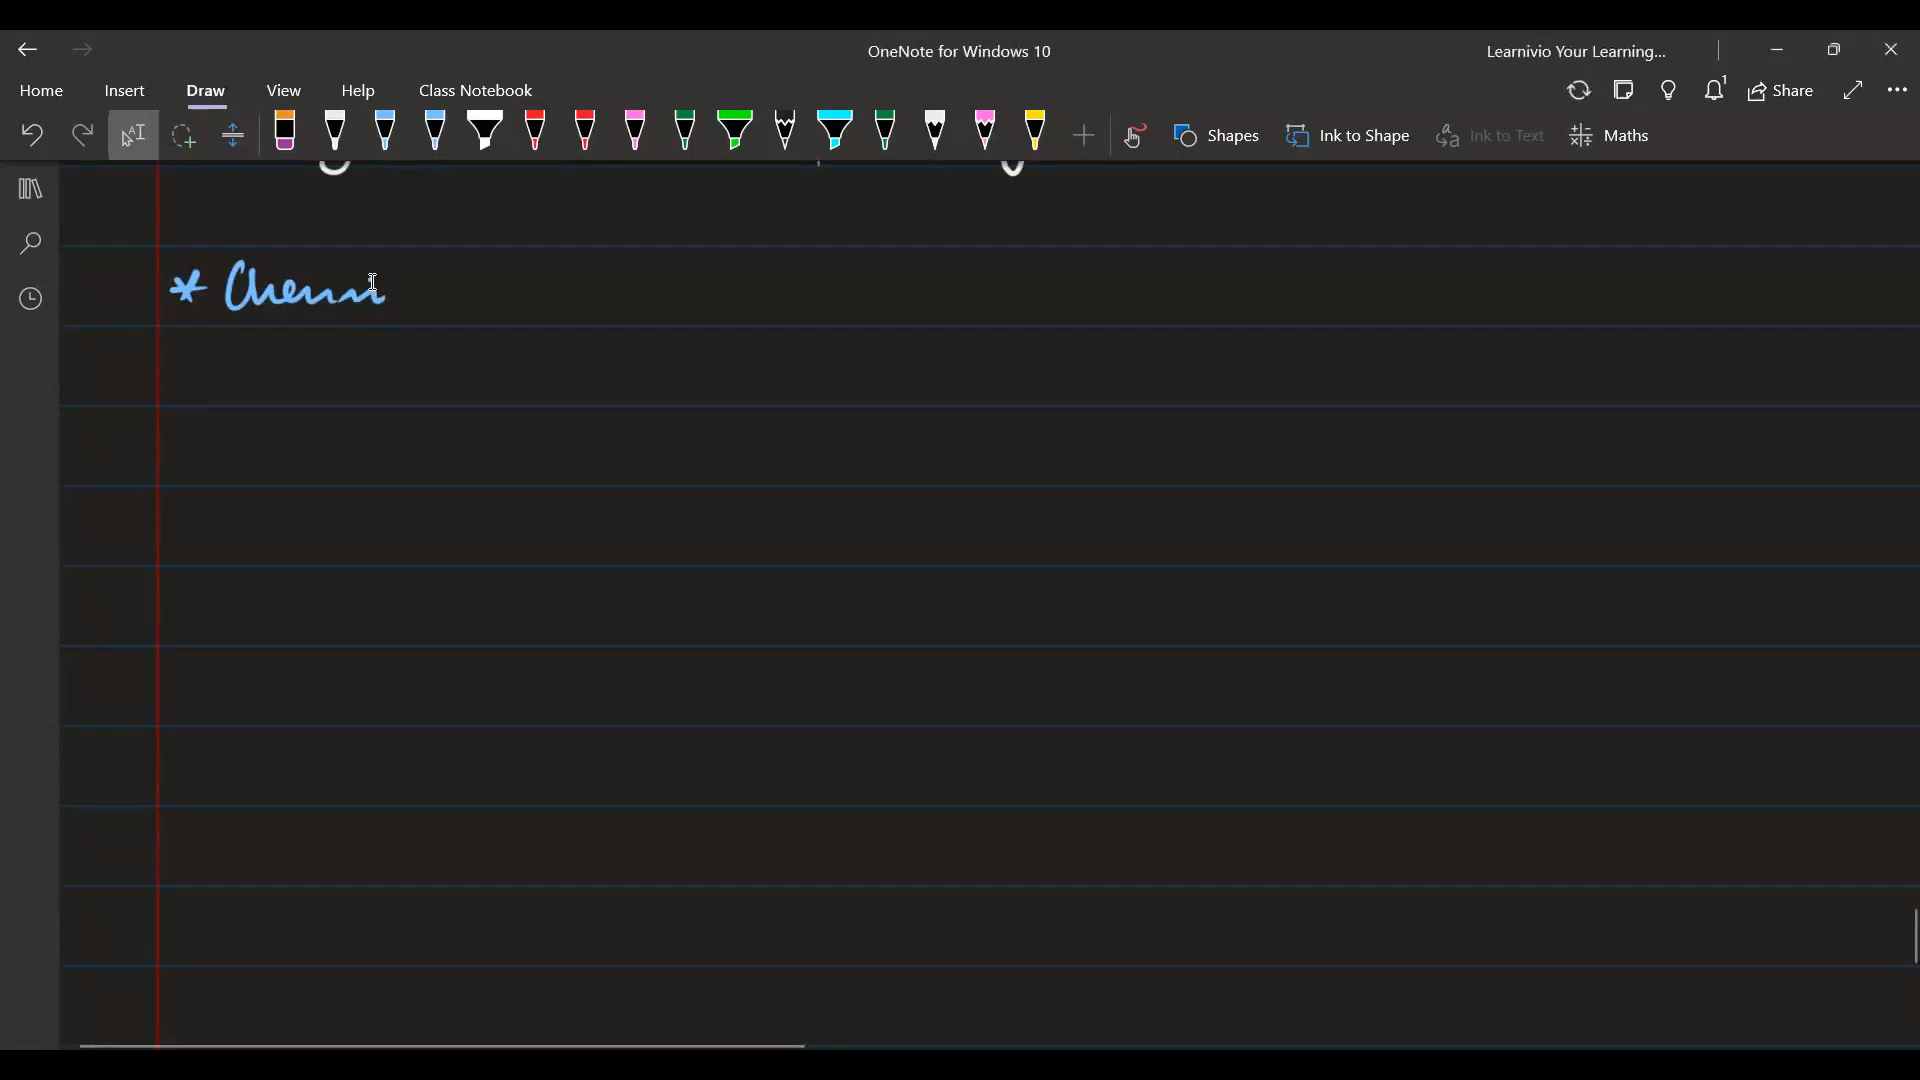 OneNote for Windows 10
Learnivio Your Learning...
Home Insert Draw View Help Class Notebook
1 Share
Shapes Ink to Shape Ink to Text Maths
* Chemi